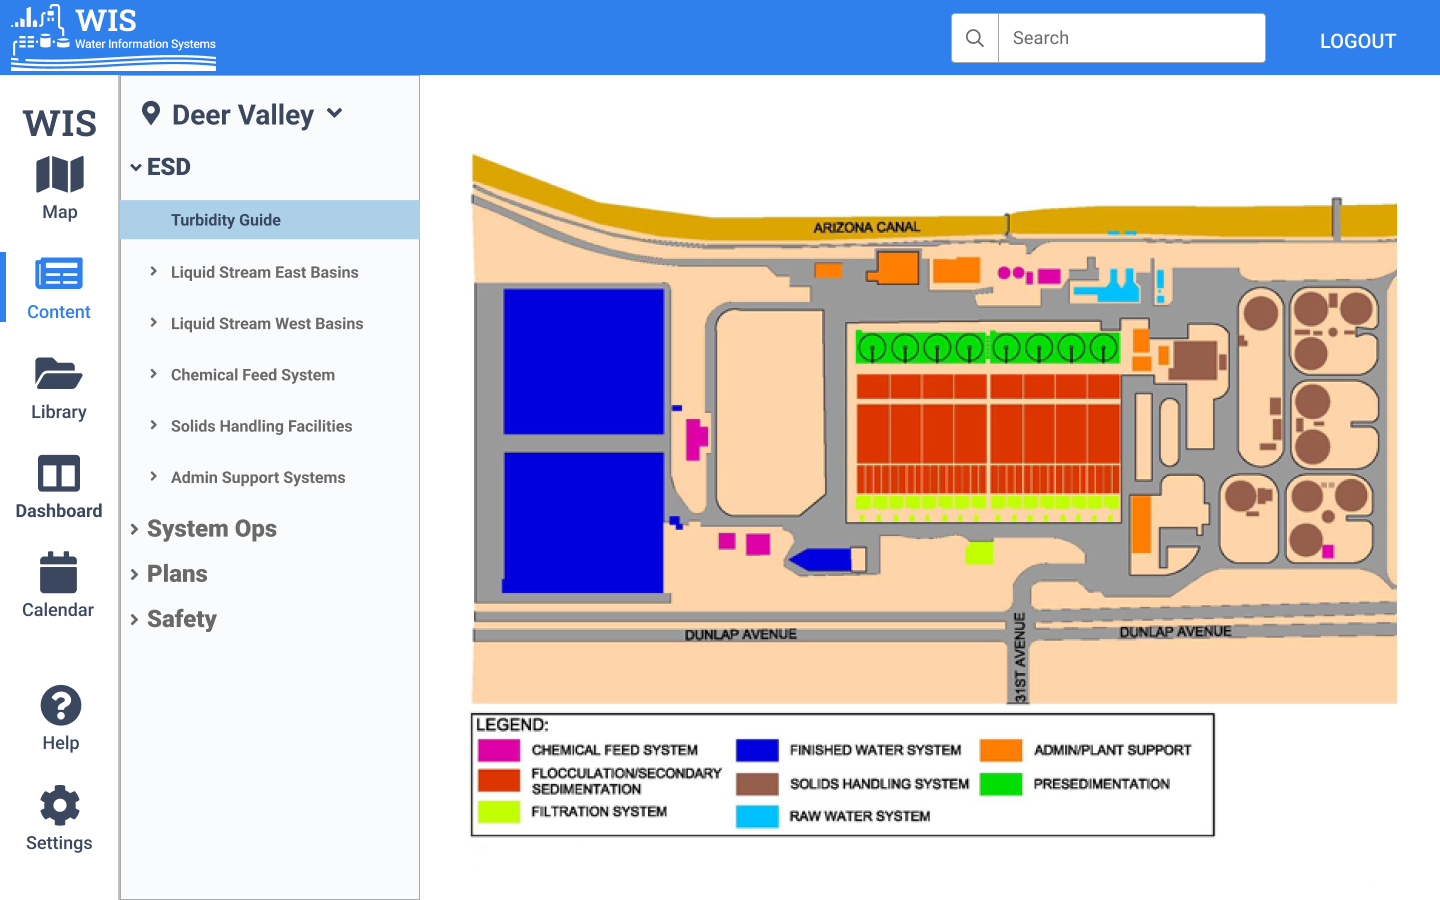 WIS
Water Information Systems
Search
LOGOUT
WIS
Map
Content
Library
Dashboard
Calendar
Help
Settings
Deer Valley
ESD
Turbidity Guide
Liquid Stream East Basins
Liquid Stream West Basins
Chemical Feed System
Solids Handling Facilities
Admin Support Systems
System Ops
Plans
Safety
ARIZONA CANAL
DUNLAP AVENUE
31ST AVENUE
DUNLAP AVENUE
LEGEND:
CHEMICAL FEED SYSTEM
FLOCCULATION/SECONDARY
SEDIMENTATION
FILTRATION SYSTEM
FINISHED WATER SYSTEM
SOLIDS HANDLING SYSTEM
RAW WATER SYSTEM
ADMIN/PLANT SUPPORT
PRESEDIMENTATION